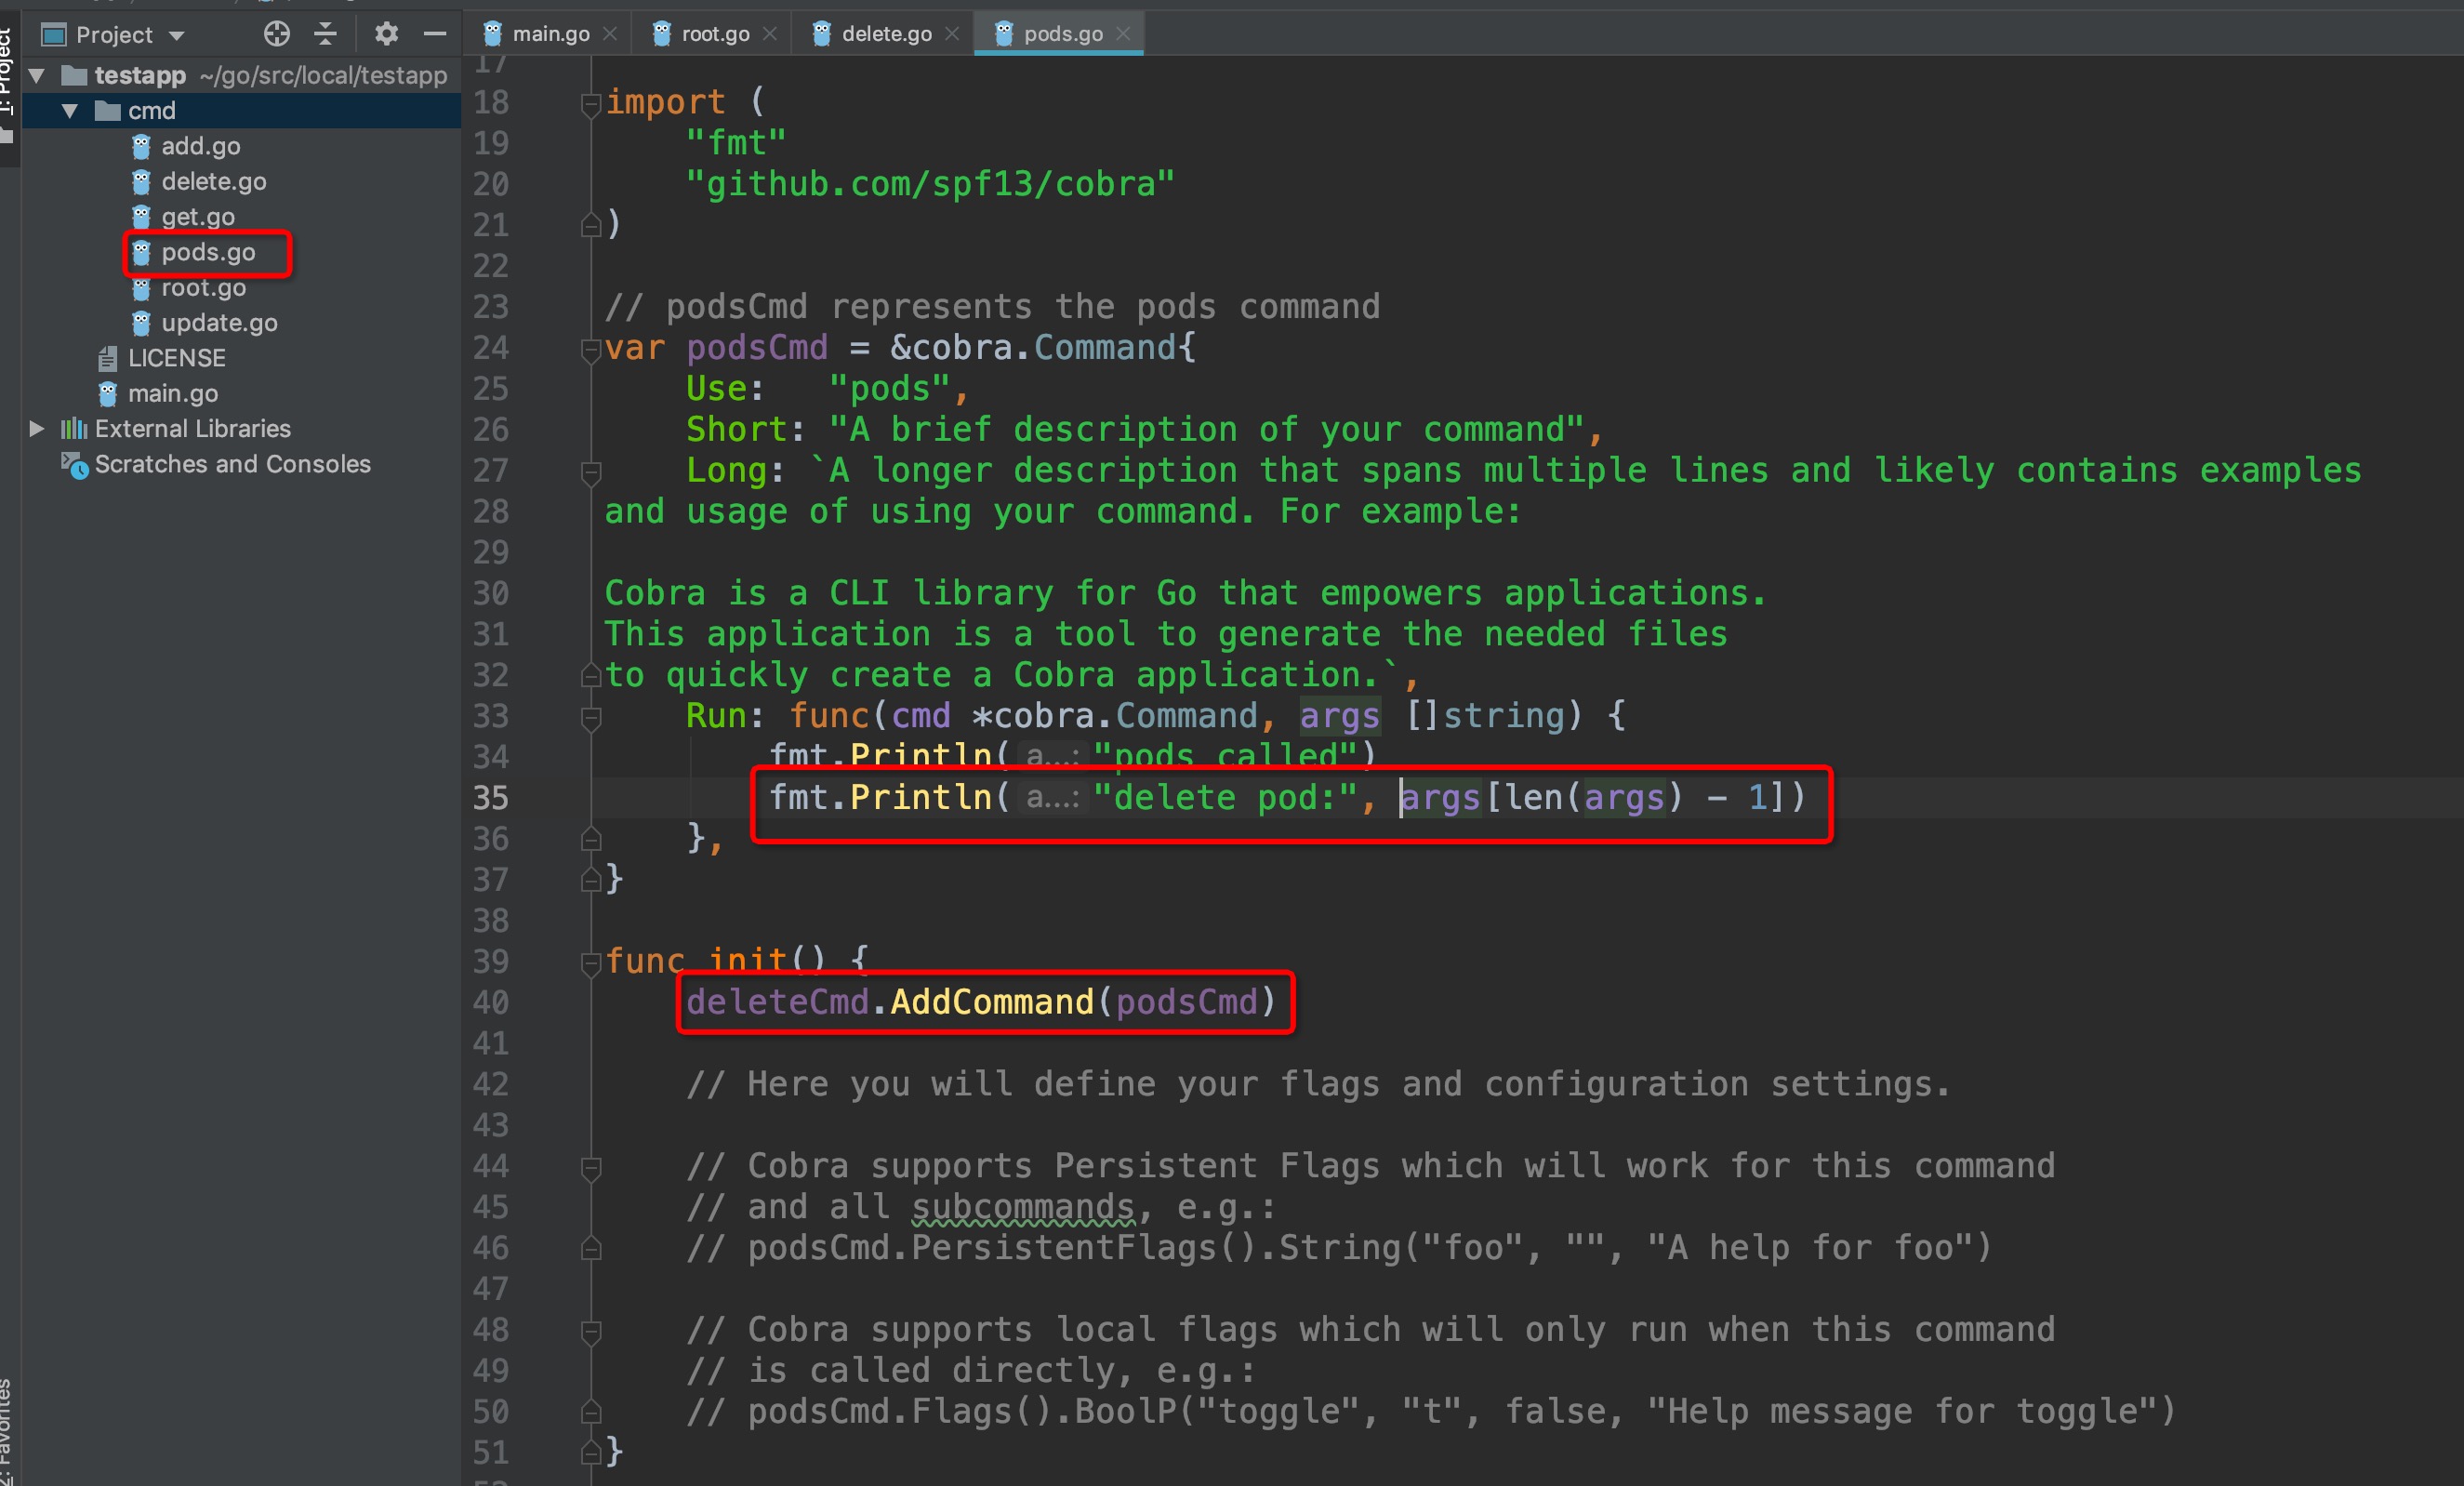 1: Project
2: Favorites
Project
testapp ~/go/src/local/testapp
cmd
add.go
delete.go
get.go
pods.go
root.go
update.go
LICENSE
main.go
External Libraries
Scratches and Consoles
main.go
root.go
delete.go
pods.go
17
18 import (
19 "fmt"
20 "github.com/spf13/cobra"
21 )
22
23 // podsCmd represents the pods command
24 var podsCmd = &cobra.Command{
25 Use: "pods",
26 Short: "A brief description of your command",
27 Long: `A longer description that spans multiple lines and likely contains examples
28 and usage of using your command. For example:
29
30 Cobra is a CLI library for Go that empowers applications.
31 This application is a tool to generate the needed files
32 to quickly create a Cobra application.`,
33 Run: func(cmd *cobra.Command, args []string) {
34 fmt.Println( a...: "pods called")
35 fmt.Println( a...: "delete pod:", args[len(args) - 1])
36 },
37 }
38
39 func init() {
40 deleteCmd.AddCommand(podsCmd)
41
42 // Here you will define your flags and configuration settings.
43
44 // Cobra supports Persistent Flags which will work for this command
45 // and all subcommands, e.g.:
46 // podsCmd.PersistentFlags().String("foo", "", "A help for foo")
47
48 // Cobra supports local flags which will only run when this command
49 // is called directly, e.g.:
50 // podsCmd.Flags().BoolP("toggle", "t", false, "Help message for toggle")
51 }